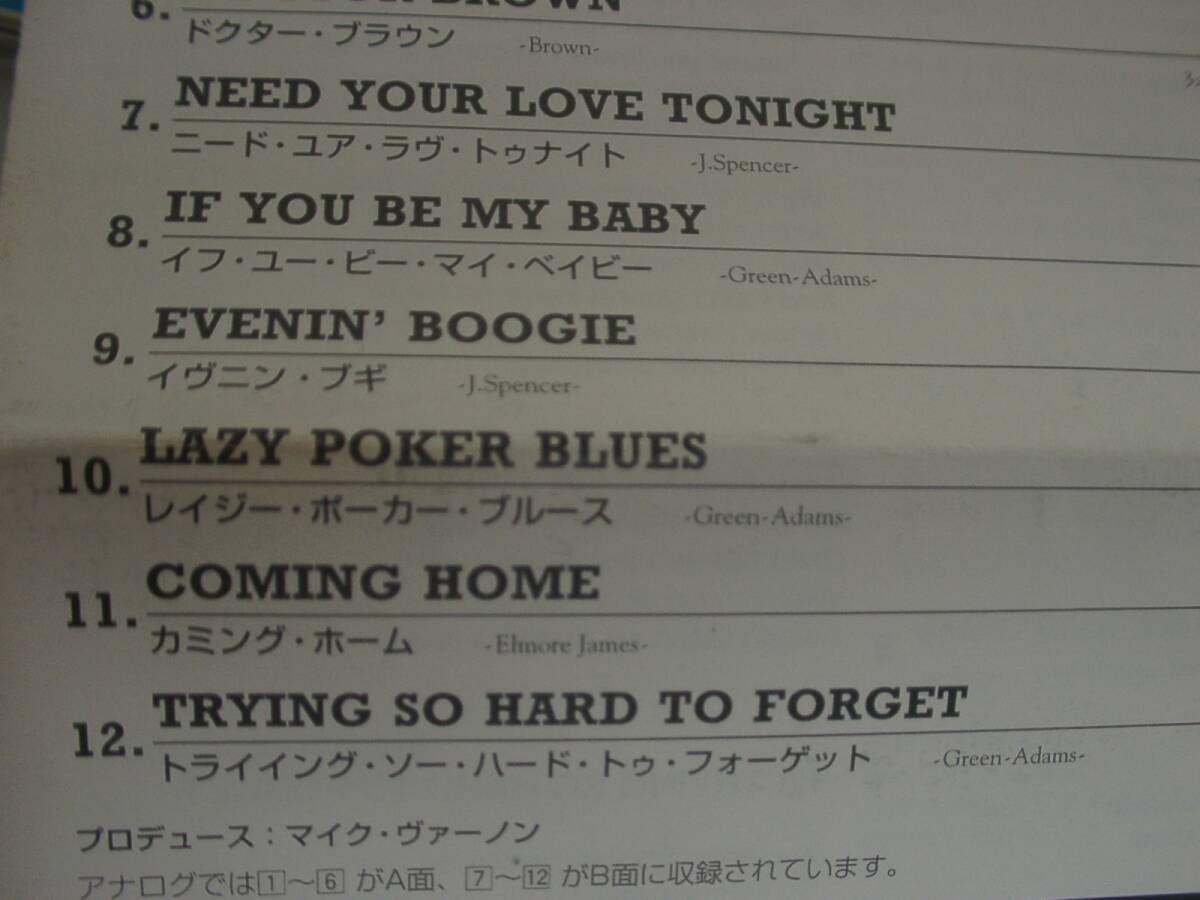 6. BROWN
ドクター・ブラウン -Brown-
7. NEED YOUR LOVE TONIGHT
ニード・ユア・ラヴ・トゥナイト -J.Spencer-
8. IF YOU BE MY BABY
イフ・ユー・ビー・マイ・ベイビー -Green-Adams-
9. EVENIN' BOOGIE
イヴニン・ブギ -J.Spencer-
10. LAZY POKER BLUES
レイジー・ポーカー・ブルース -Green-Adams-
11. COMING HOME
カミング・ホーム -Elmore James-
12. TRYING SO HARD TO FORGET
トライイング・ソー・ハード・トゥ・フォーゲット -Green-Adams-
プロデュース：マイク・ヴァーノン
アナログでは1～6がA面、7～12がB面に収録されています。